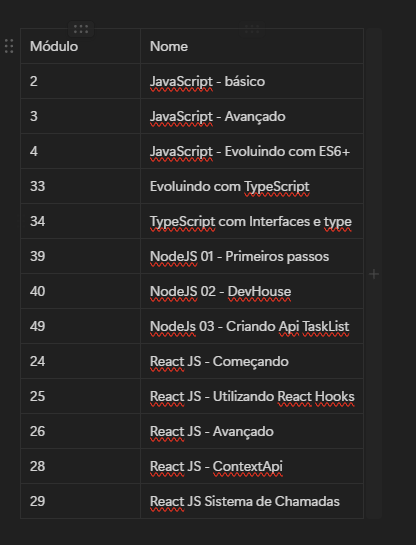 Módulo Nome
2 JavaScript - básico
3 JavaScript - Avançado
4 JavaScript - Evoluindo com ES6+
33 Evoluindo com TypeScript
34 TypeScript com Interfaces e type
39 NodeJS 01 - Primeiros passos
40 NodeJS 02 - DevHouse
49 NodeJs 03 - Criando Api TaskList
24 React JS - Começando
25 React JS - Utilizando React Hooks
26 React JS - Avançado
28 React JS - ContextApi
29 React JS Sistema de Chamadas